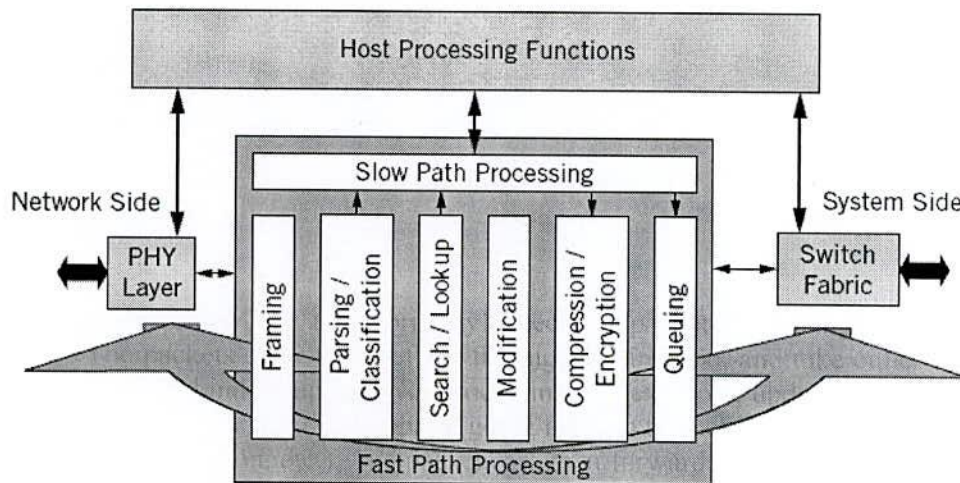 Host Processing Functions
Slow Path Processing
Network Side
System Side
PHY
Layer
Switch
Fabric
Framing
Parsing /
Classification
Search / Lookup
Modification
Compression /
Encryption
Queuing
Fast Path Processing